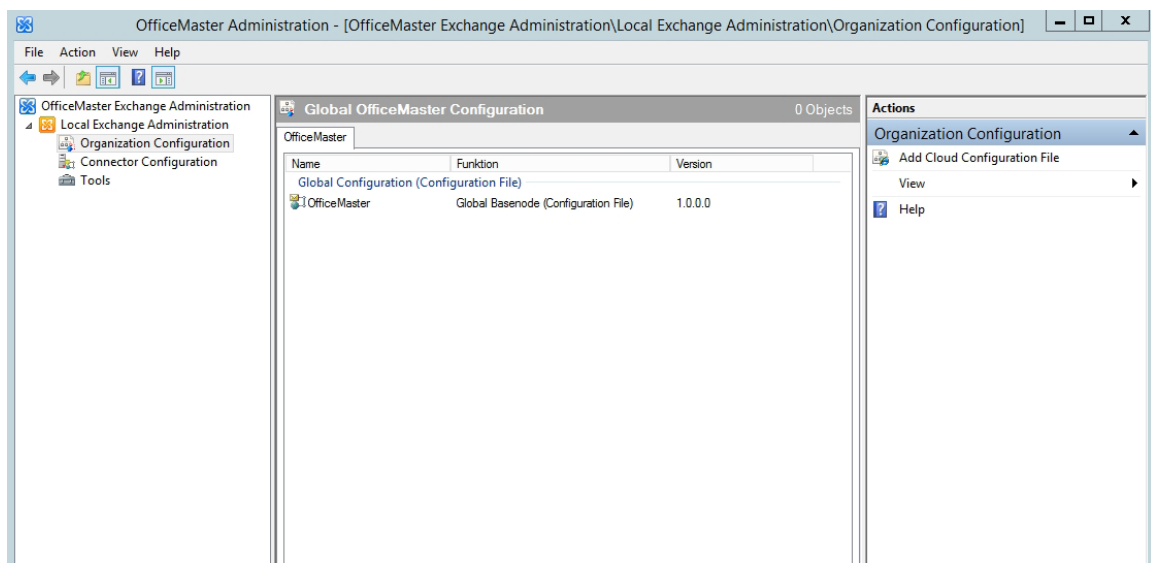 OfficeMaster Administration - [OfficeMaster Exchange Administration\Local Exchange Administration\Organization Configuration]
File Action View Help
OfficeMaster Exchange Administration
Local Exchange Administration
Organization Configuration
Connector Configuration
Tools
Global OfficeMaster Configuration 0 Objects
OfficeMaster
Name Funktion Version
Global Configuration (Configuration File)
OfficeMaster Global Basenode (Configuration File) 1.0.0.0
Actions
Organization Configuration
Add Cloud Configuration File
View
Help